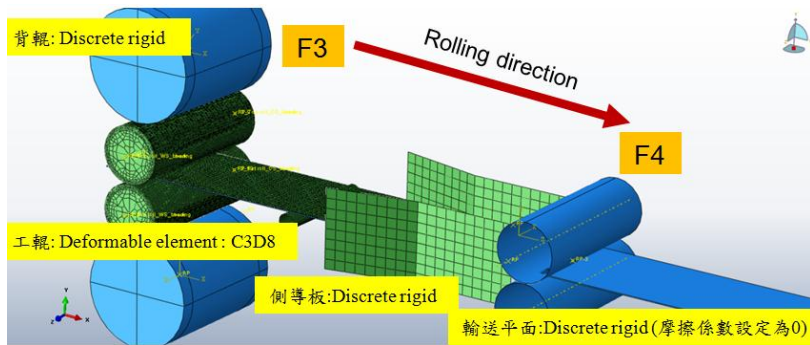 背輥: Discrete rigid
F3
Rolling direction
F4
工輥: Deformable element : C3D8
側導板:Discrete rigid
輸送平面:Discrete rigid (摩擦係數設定為0)
Y
Z
X